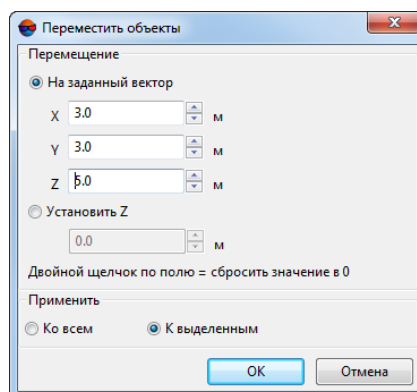 Переместить объекты
Перемещение
На заданный вектор
X 3.0 м
Y 3.0 м
Z 5.0 м
Установить Z
0.0 м
Двойной щелчок по полю = сбросить значение в 0
Применить
Ко всем К выделенным
OK Отмена